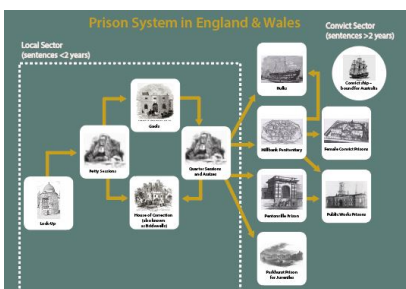 Prison System in England & Wales
Local Sector
(sentences <2 years)
Convict Sector
(sentences >2 years)
Gaols
Hulks
Convict ship –
bound for Australia
Petty Sessions
Quarter Sessions
and Assizes
Millbank Penitentiary
Female Convict Prisons
Lock-Up
House of Correction
(also known
as Bridewells)
Pentonville Prison
Public Works Prisons
Parkhurst Prison
for Juveniles